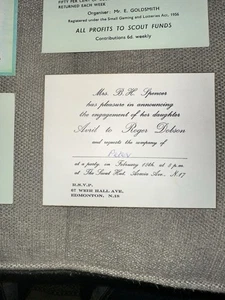 FIFTY PER CENT OF
RETURNED EACH WEEK
Organiser: Mr. E. GOLDSMITH
Registered under the Small Gaming and Lotteries Act, 1956
ALL PROFITS TO SCOUT FUNDS
Contributions 6d. weekly
Mrs. B. H. Spencer
has pleasure in announcing
the engagement of her daughter
Avril to Roger Dobson
and requests the company of
Peter
at a party on February 15th, at 8 p.m.
at The Scout Hall, Avenue, N.17
R.S.V.P.
67 WEIR HALL AVE.
EDMONTON, N.18